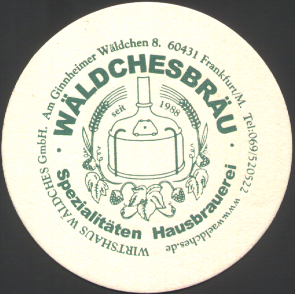 WIRTSHAUS WÄLDCHES GmbH. Am Ginnheimer Wäldchen 8. 60431 Frankfurt/M. Tel:069/520522 www.waeldches.de
· WÄLDCHESBRÄU ·
seit 1988
Spezialitäten Hausbrauerei